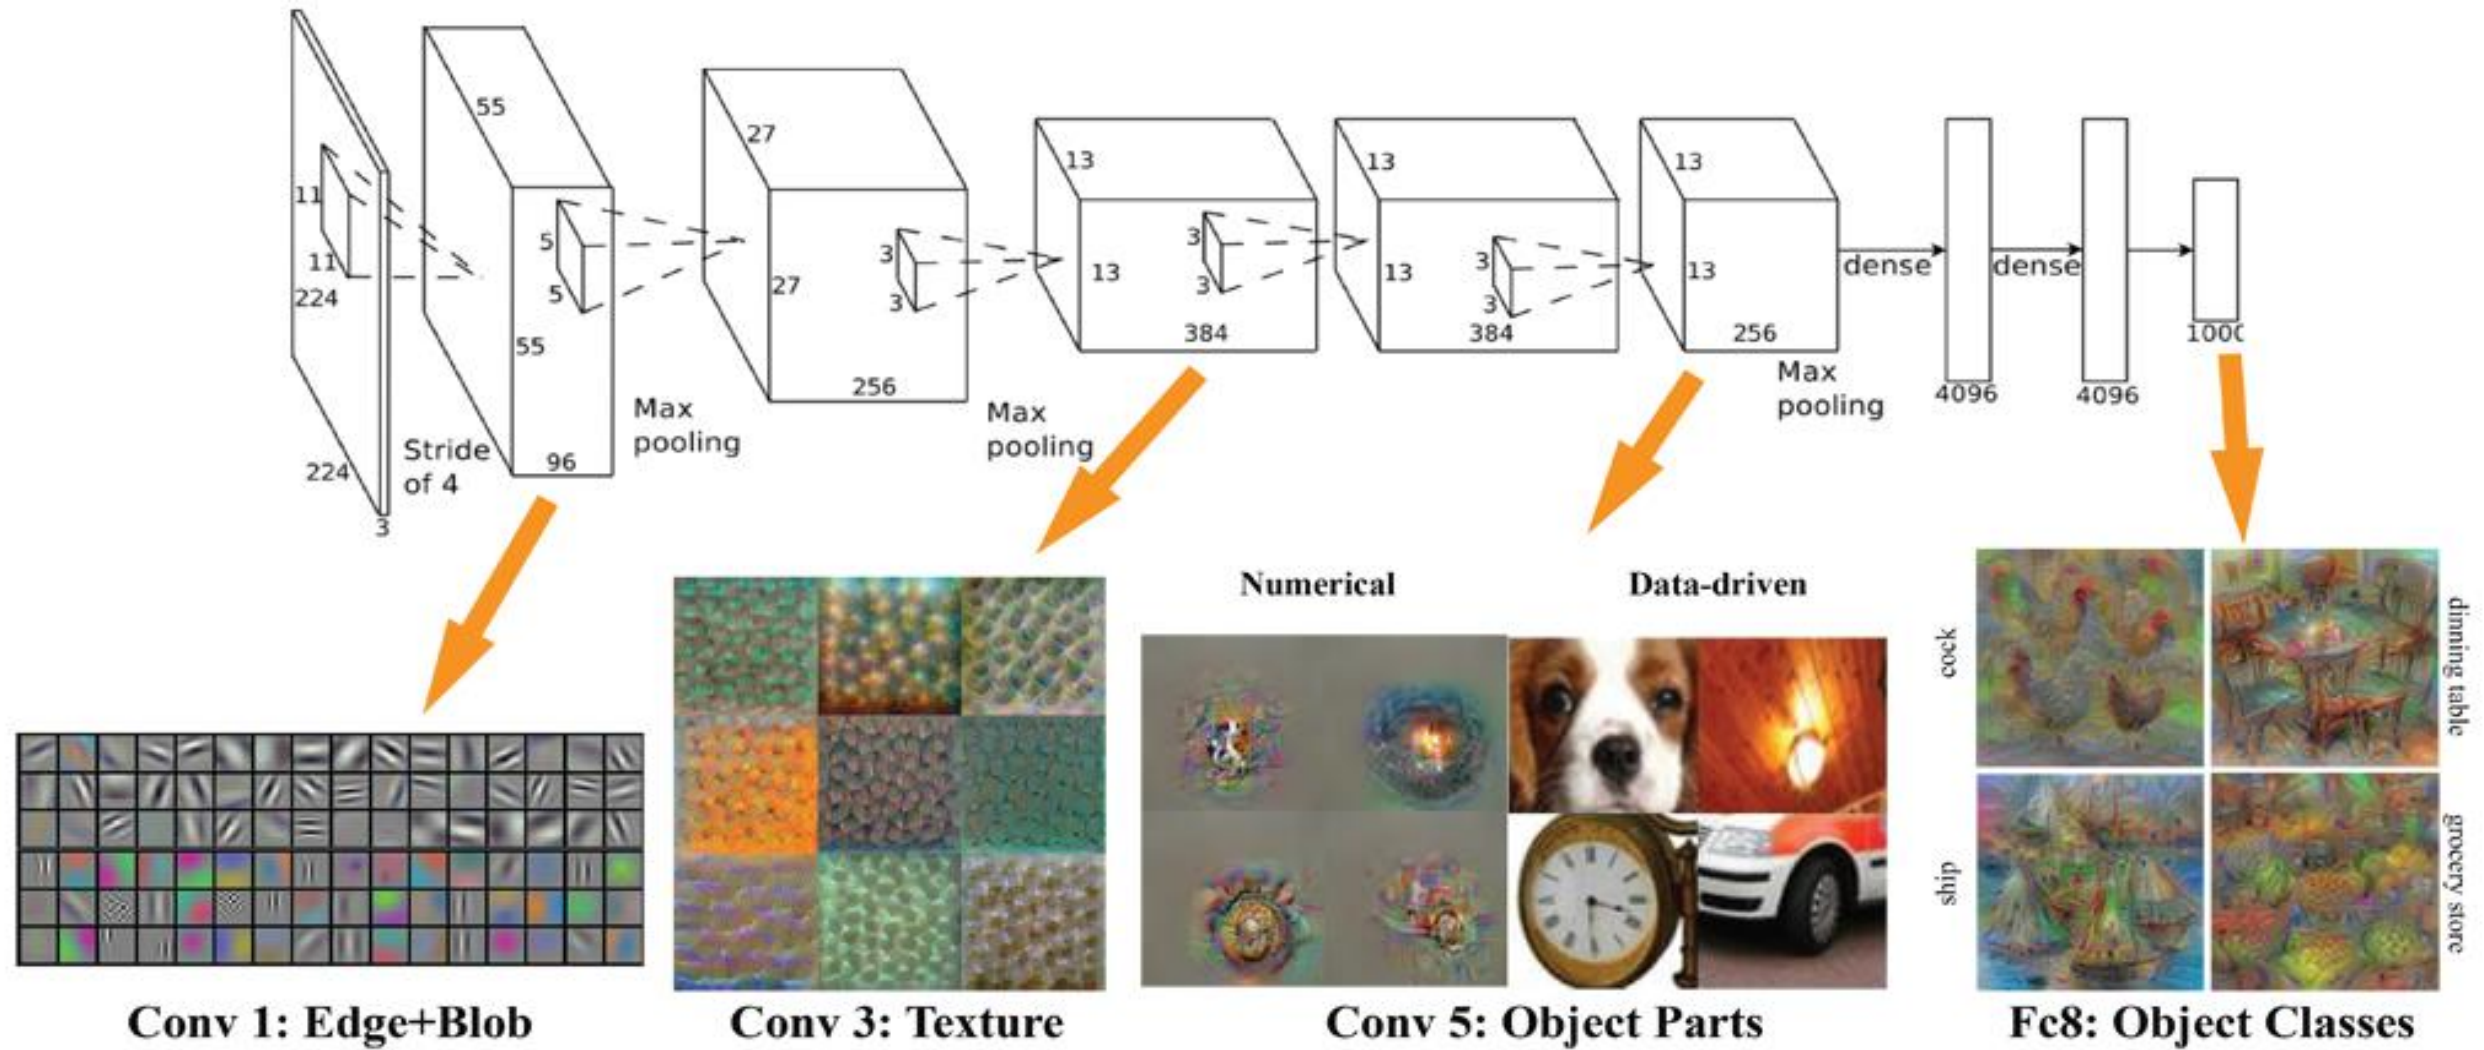 11
11
224
224
3
Stride
of 4
55
55
96
5
5
Max
pooling
27
27
256
3
3
Max
pooling
13
13
384
3
3
13
13
384
3
3
13
13
256
Max
pooling
dense
4096
dense
4096
1000
Numerical
Data-driven
cock
ship
dinning table
grocery store
Conv 1: Edge+Blob
Conv 3: Texture
Conv 5: Object Parts
Fc8: Object Classes